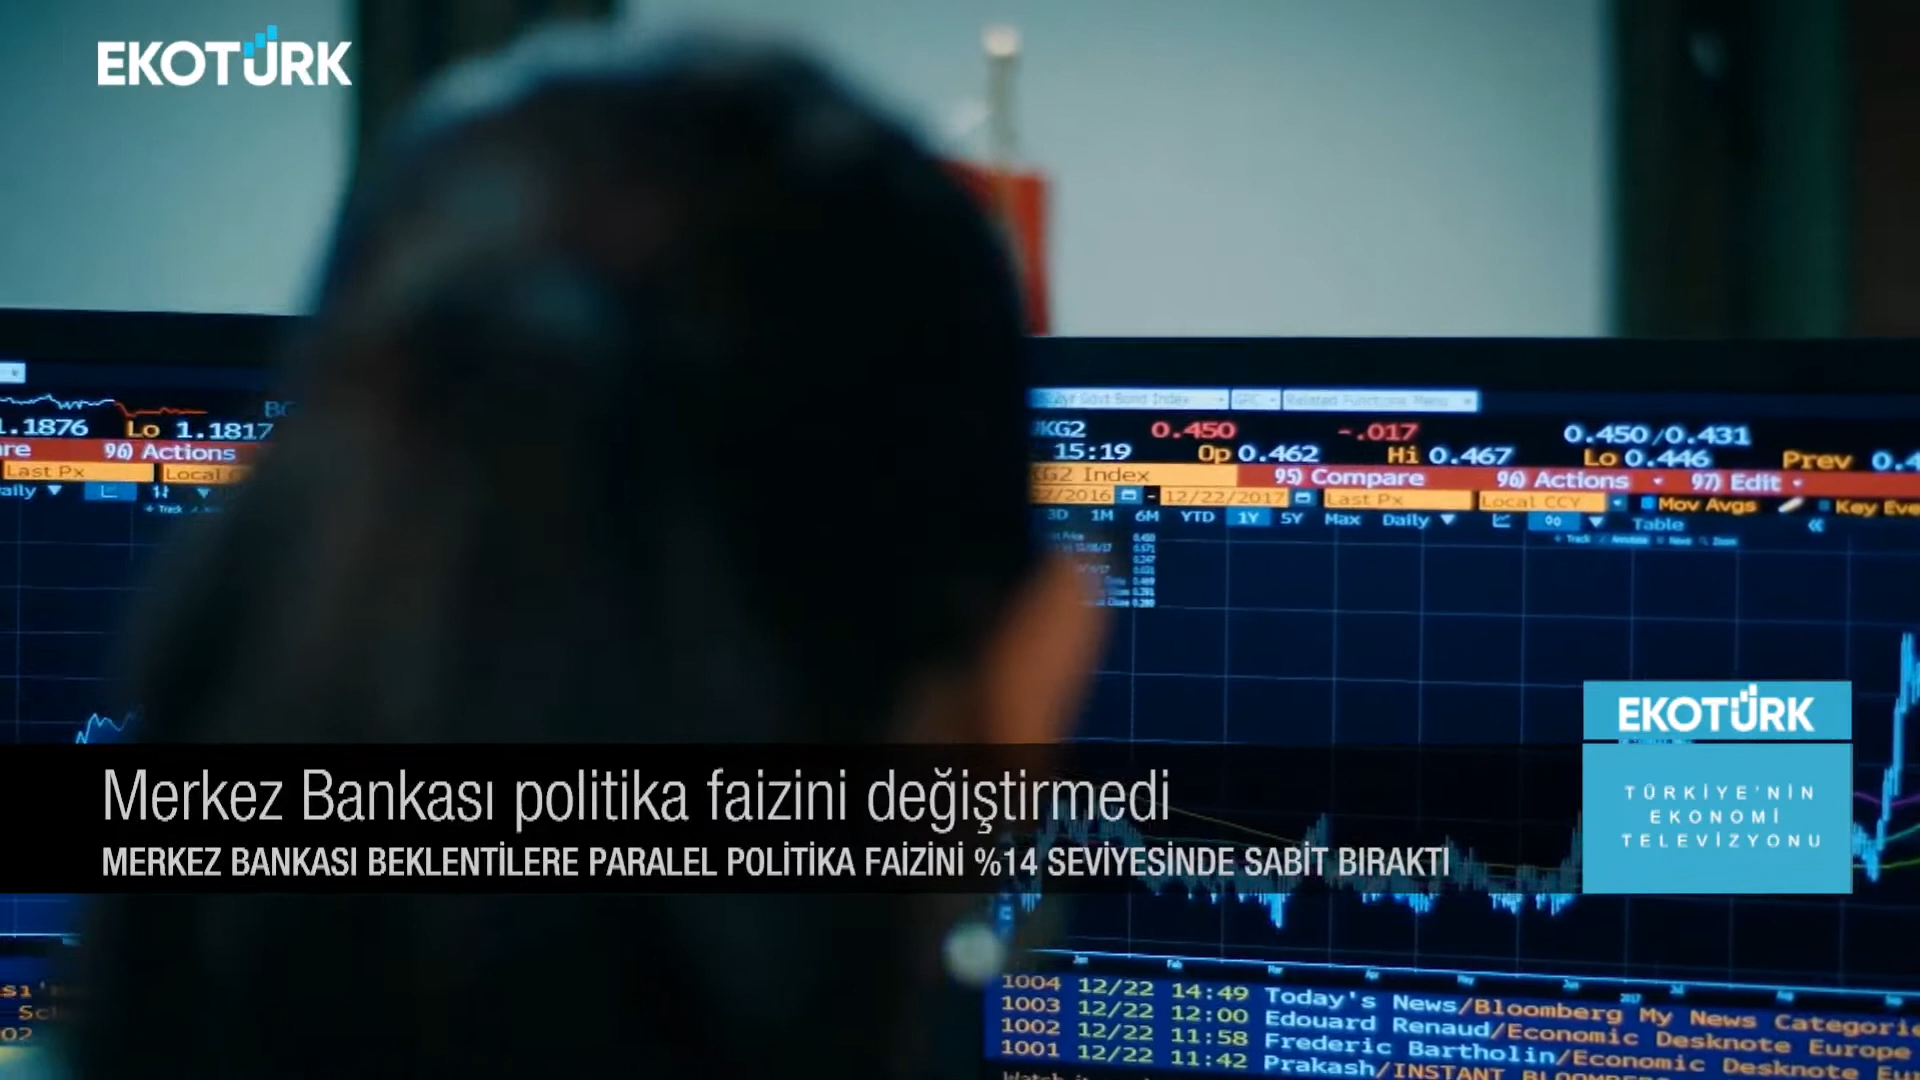 EKOTÜRK
1.1876 Lo 1.1817
96) Actions
Last Px
KG2 0.450 -.017 0.450/0.431
15:19 Op 0.462 Hi 0.467 Lo 0.446 Prev
Index 95) Compare 96) Actions 97) Edit
12/22/2017 Last Px Local CCY Mov Avgs
3D 1M 6M YTD 1Y 5Y Max Daily Table
EKOTÜRK
TÜRKİYE'NİN
EKONOMİ
TELEVİZYONU
Merkez Bankası politika faizini değiştirmedi
MERKEZ BANKASI BEKLENTİLERE PARALEL POLİTİKA FAİZİNİ %14 SEVİYESİNDE SABİT BIRAKTI
1004 12/22 14:49 Today's News/Bloomberg My News
1003 12/22 12:00 Edouard Renaud/Economic Desknote Europe
1002 12/22 11:58 Frederic Bartholin/Economic Desknote
1001 12/22 11:42 Prakash/INSTANT